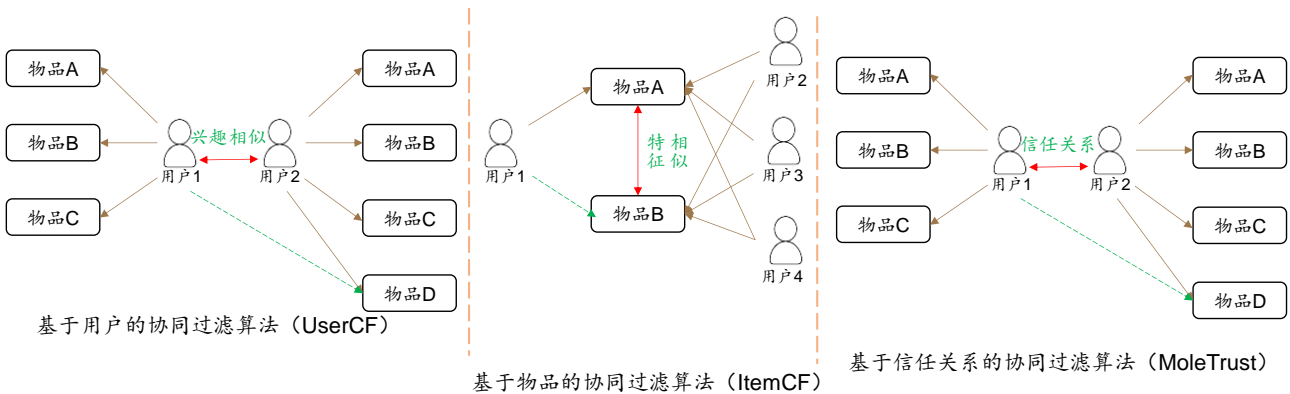 物品A
物品A
物品B
兴趣相似
物品B
用户1
用户2
物品C
物品C
物品D
基于用户的协同过滤算法（UserCF）
用户2
物品A
用户1
特相
征似
用户3
物品B
用户4
基于物品的协同过滤算法（ItemCF）
物品A
物品A
物品B
信任关系
物品B
用户1
用户2
物品C
物品C
物品D
基于信任关系的协同过滤算法（MoleTrust）